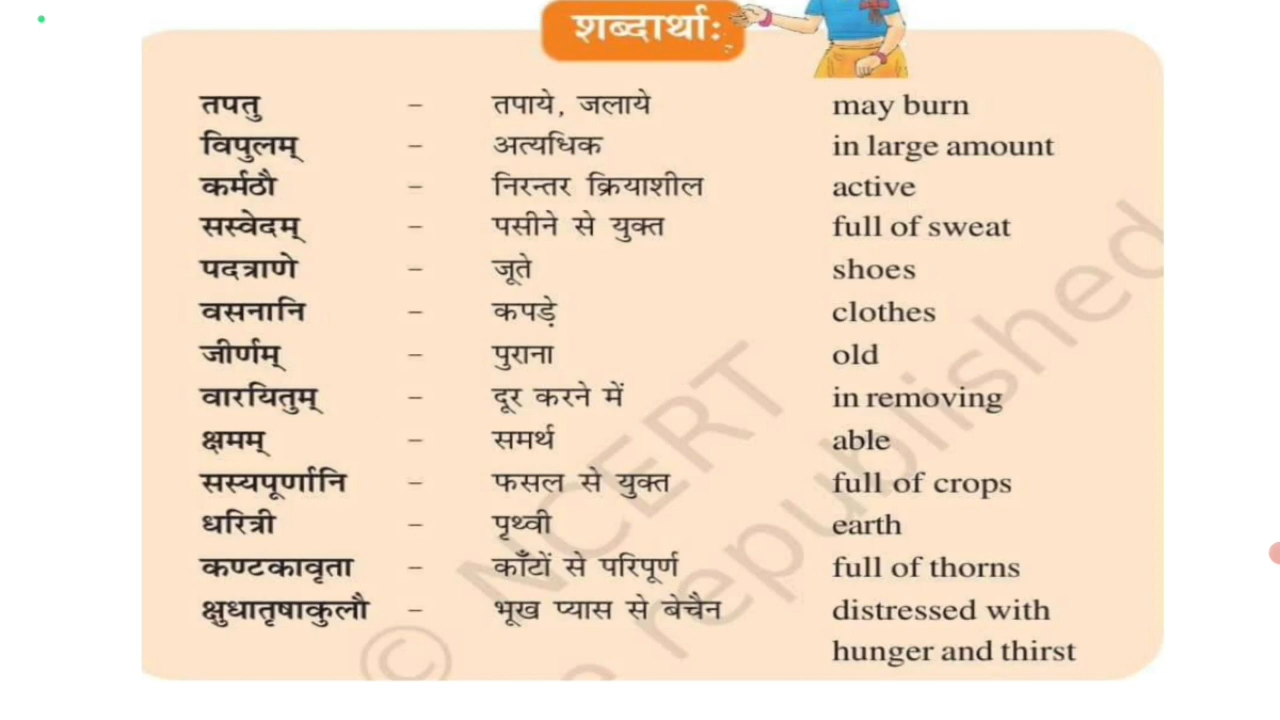 शब्दार्थाः
तपतु – तपाये, जलाये may burn
विपुलम् – अत्यधिक in large amount
कर्मठौ – निरन्तर क्रियाशील active
सस्वेदम् – पसीने से युक्त full of sweat
पदत्राणे – जूते shoes
वसनानि – कपड़े clothes
जीर्णम् – पुराना old
वारयितुम् – दूर करने में in removing
क्षमम् – समर्थ able
सस्यपूर्णानि – फसल से युक्त full of crops
धरित्री – पृथ्वी earth
कण्टकावृता – काँटों से परिपूर्ण full of thorns
क्षुधातृषाकुलौ – भूख प्यास से बेचैन distressed with
hunger and thirst
© NCERT
republished